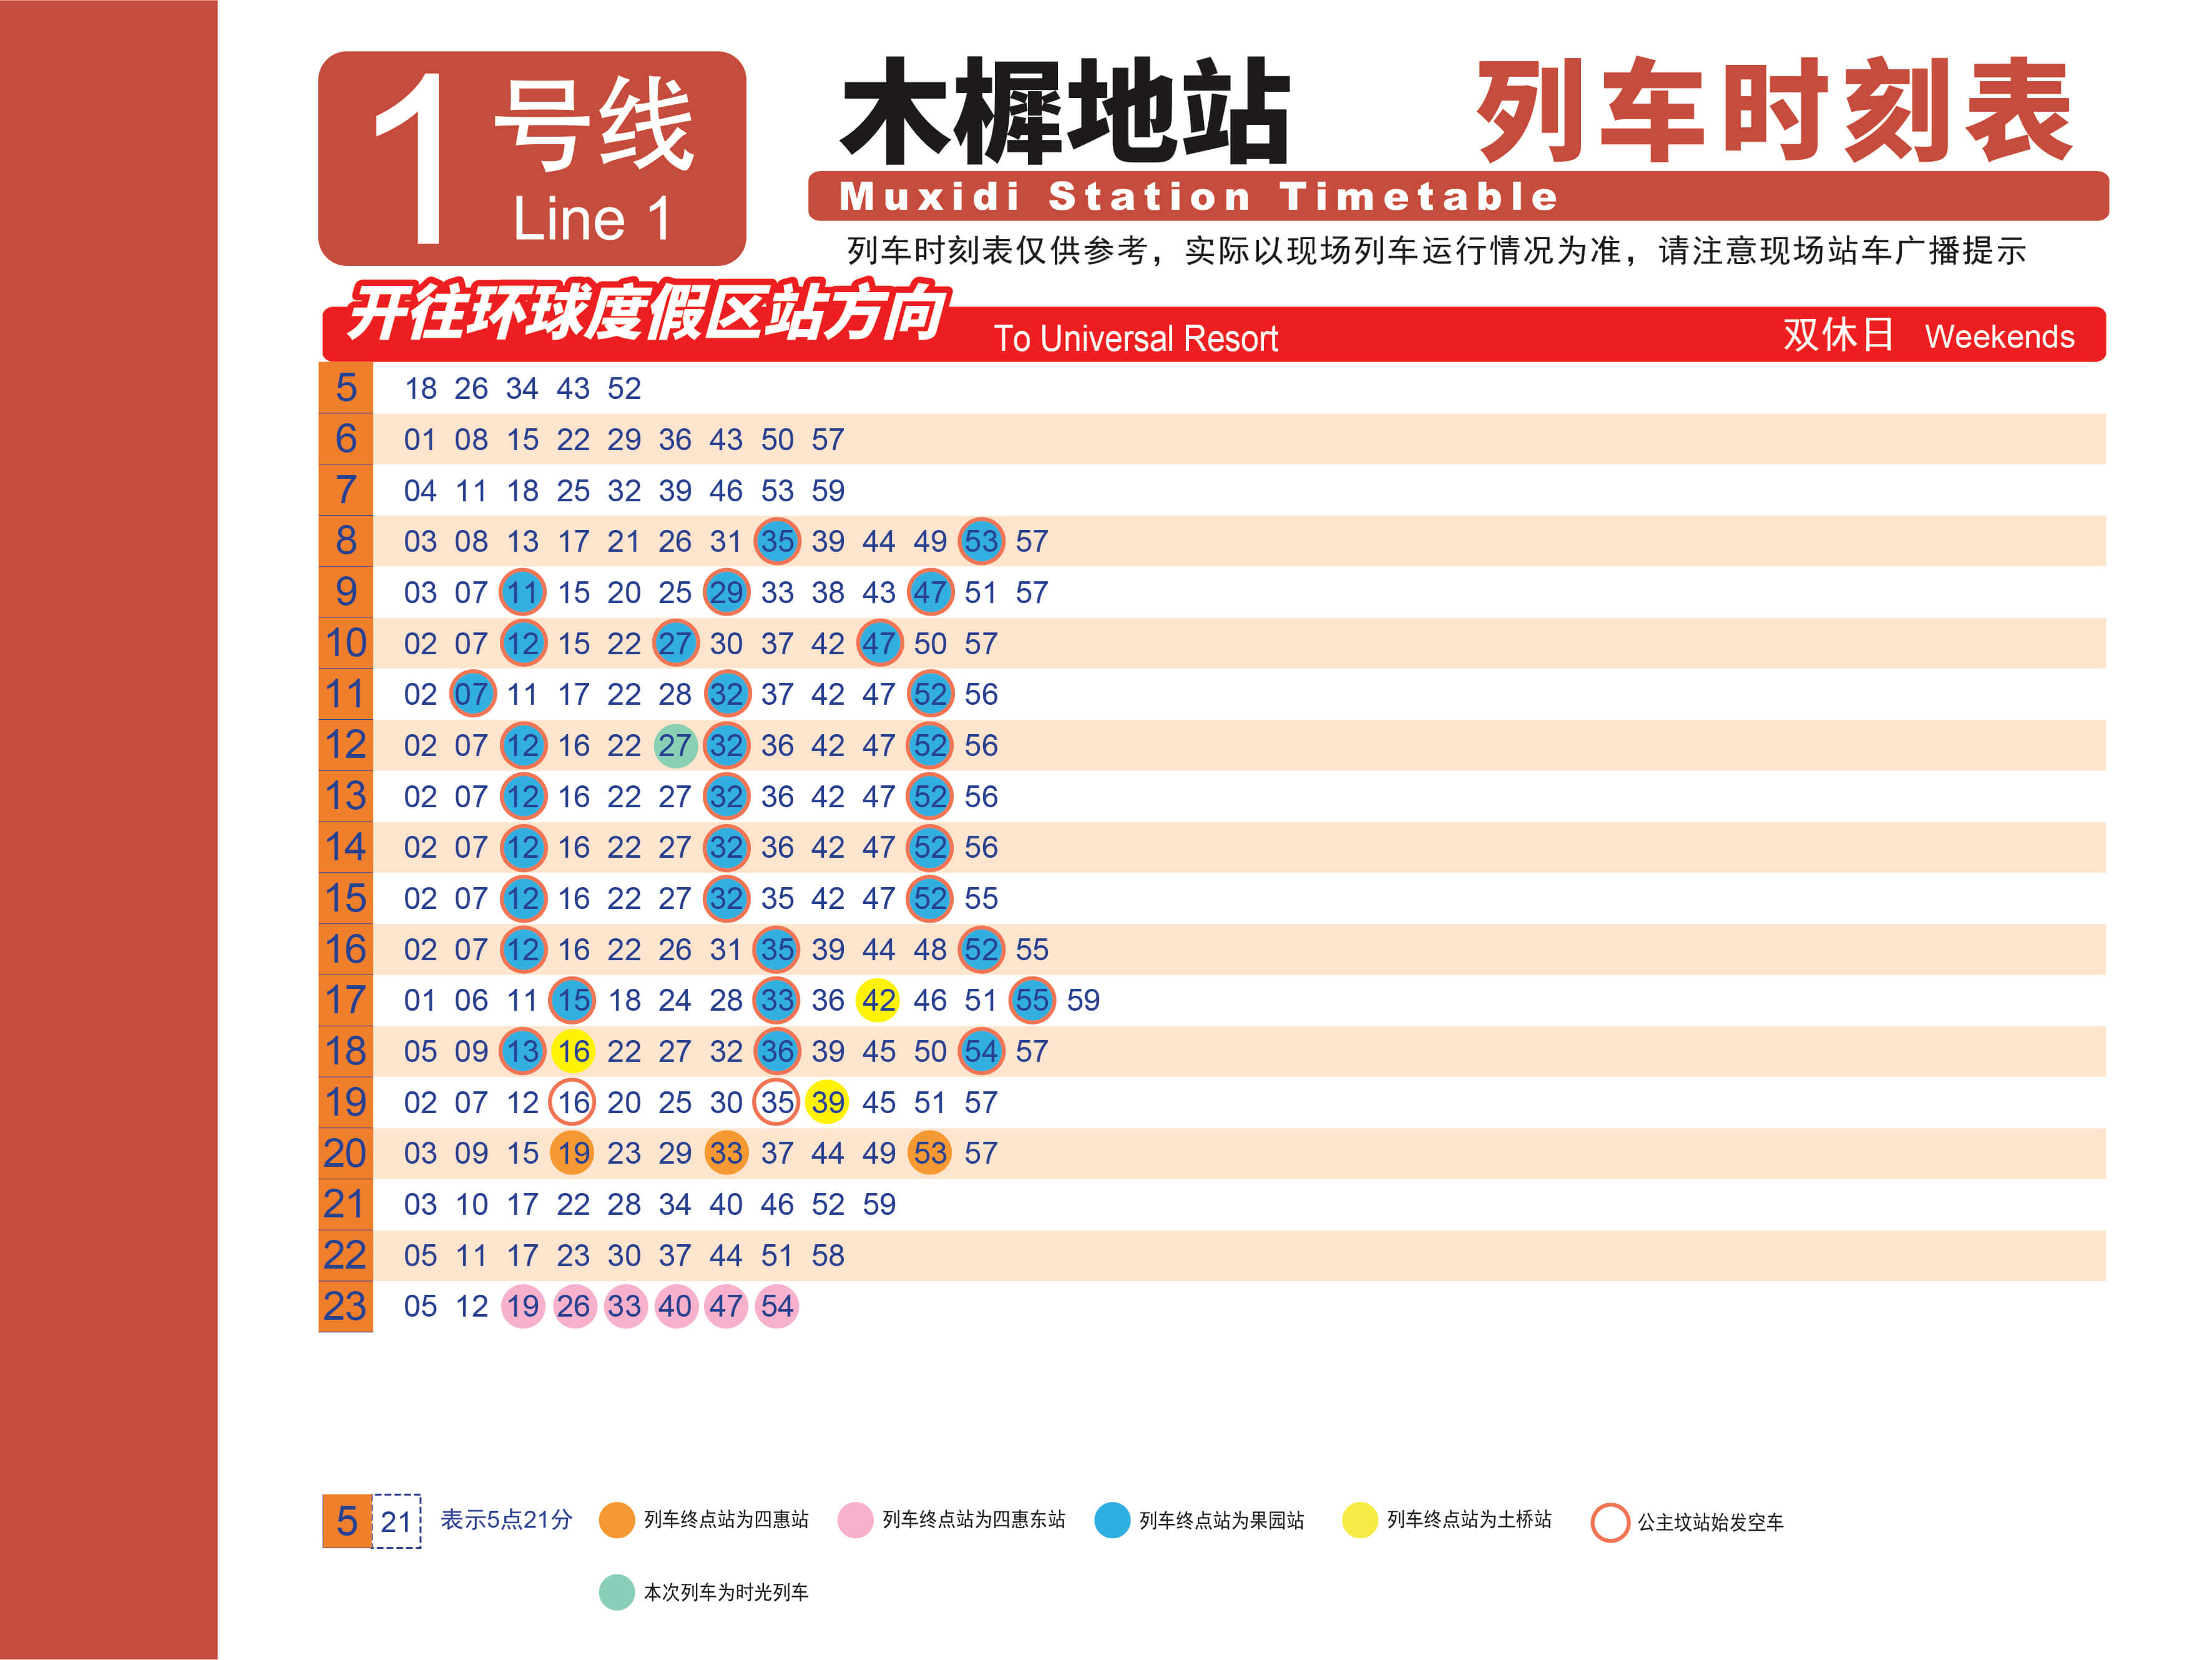 1号线
Line 1
木樨地站 列车时刻表
Muxidi Station Timetable
列车时刻表仅供参考，实际以现场列车运行情况为准，请注意现场站车广播提示
开往环球度假区站方向 To Universal Resort 双休日 Weekends
5 18 26 34 43 52
6 01 08 15 22 29 36 43 50 57
7 04 11 18 25 32 39 46 53 59
8 03 08 13 17 21 26 31 35 39 44 49 53 57
9 03 07 11 15 20 25 29 33 38 43 47 51 57
10 02 07 12 15 22 27 30 37 42 47 50 57
11 02 07 11 17 22 28 32 37 42 47 52 56
12 02 07 12 16 22 27 32 36 42 47 52 56
13 02 07 12 16 22 27 32 36 42 47 52 56
14 02 07 12 16 22 27 32 36 42 47 52 56
15 02 07 12 16 22 27 32 35 42 47 52 55
16 02 07 12 16 22 26 31 35 39 44 48 52 55
17 01 06 11 15 18 24 28 33 36 42 46 51 55 59
18 05 09 13 16 22 27 32 36 39 45 50 54 57
19 02 07 12 16 20 25 30 35 39 45 51 57
20 03 09 15 19 23 29 33 37 44 49 53 57
21 03 10 17 22 28 34 40 46 52 59
22 05 11 17 23 30 37 44 51 58
23 05 12 19 26 33 40 47 54
5 21 表示5点21分 列车终点站为四惠站 列车终点站为四惠东站 列车终点站为果园站 列车终点站为土桥站 公主坟站始发空车
本次列车为时光列车